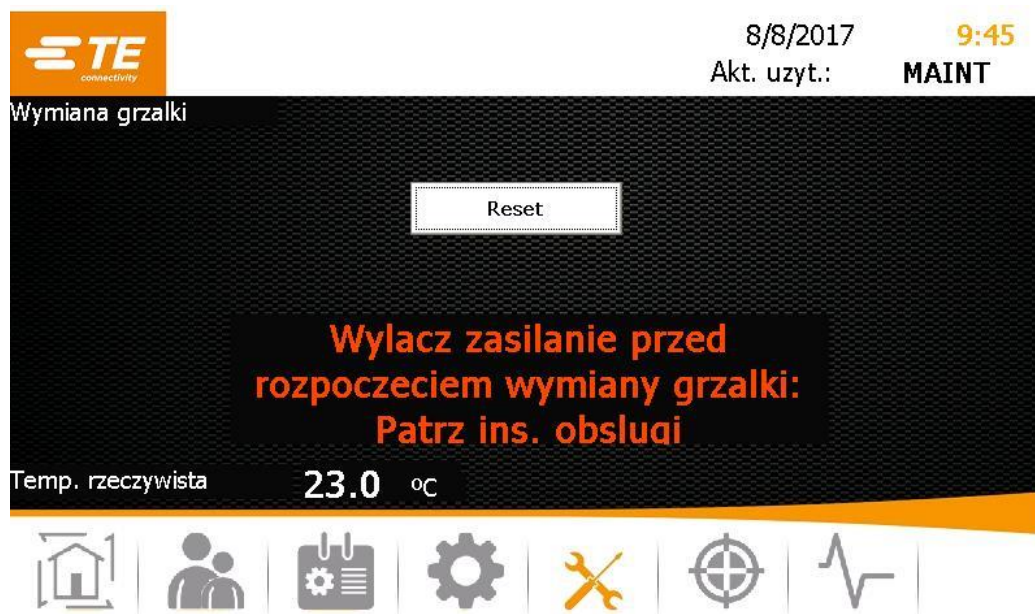 TE
connectivity
8/8/2017 9:45
Akt. uzyt.: MAINT
Wymiana grzalki
Reset
Wylacz zasilanie przed
rozpoczeciem wymiany grzalki:
Patrz ins. obslugi
Temp. rzeczywista 23.0 ºC